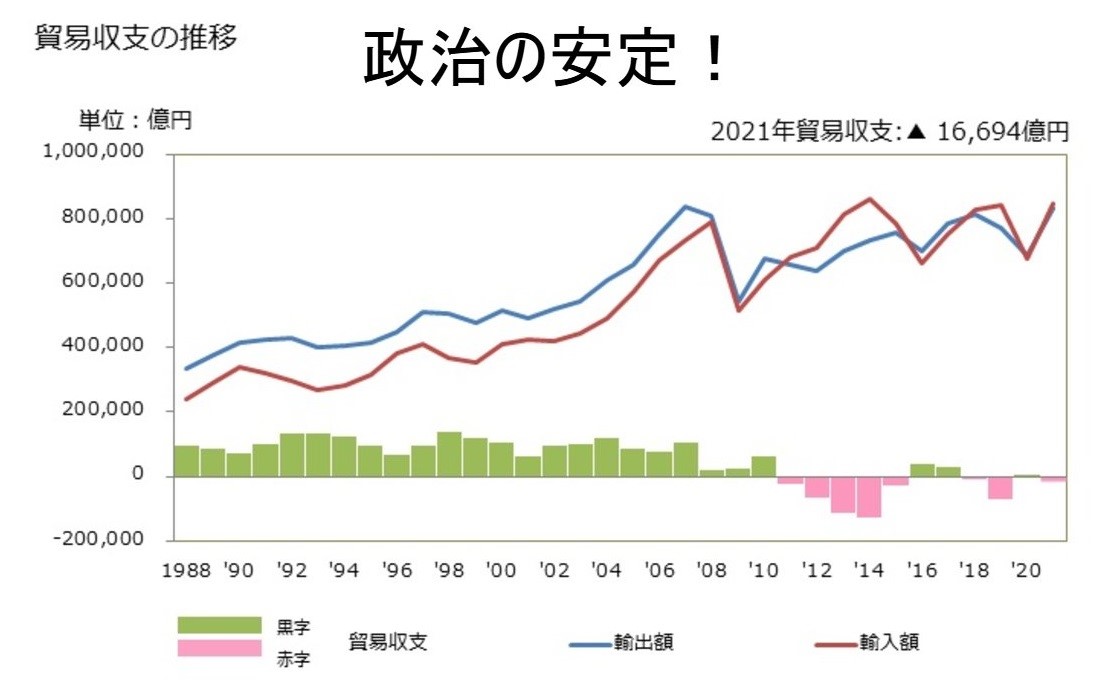 貿易収支の推移
政治の安定！
単位：億円
2021年貿易収支:▲ 16,694億円
1,000,000
800,000
600,000
400,000
200,000
0
-200,000
1988 '90 '92 '94 '96 '98 '00 '02 '04 '06 '08 '10 '12 '14 '16 '18 '20
黒字
赤字
貿易収支
輸出額
輸入額